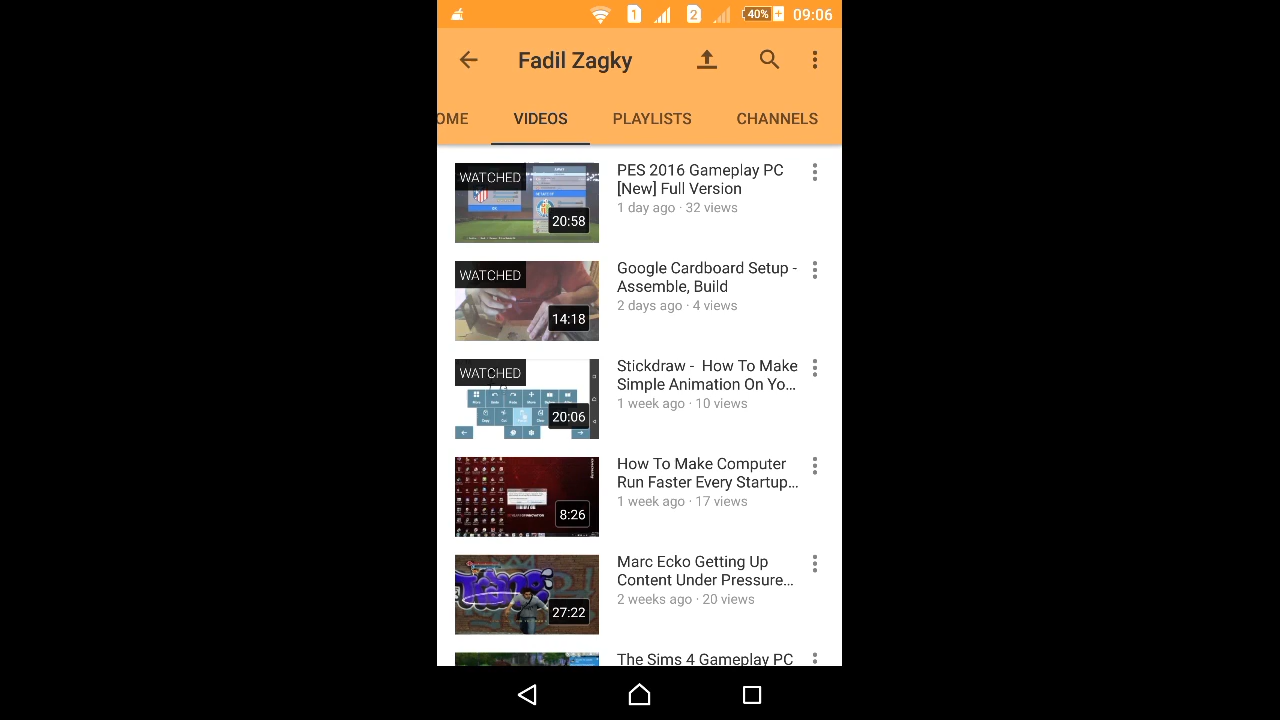 1 2 40% 09:06
Fadil Zagky
OME VIDEOS PLAYLISTS CHANNELS
WATCHED
20:58
PES 2016 Gameplay PC
[New] Full Version
1 day ago · 32 views
WATCHED
14:18
Google Cardboard Setup -
Assemble, Build
2 days ago · 4 views
WATCHED
20:06
Stickdraw - How To Make
Simple Animation On Yo...
1 week ago · 10 views
8:26
How To Make Computer
Run Faster Every Startup...
1 week ago · 17 views
27:22
Marc Ecko Getting Up
Content Under Pressure...
2 weeks ago · 20 views
The Sims 4 Gameplay PC